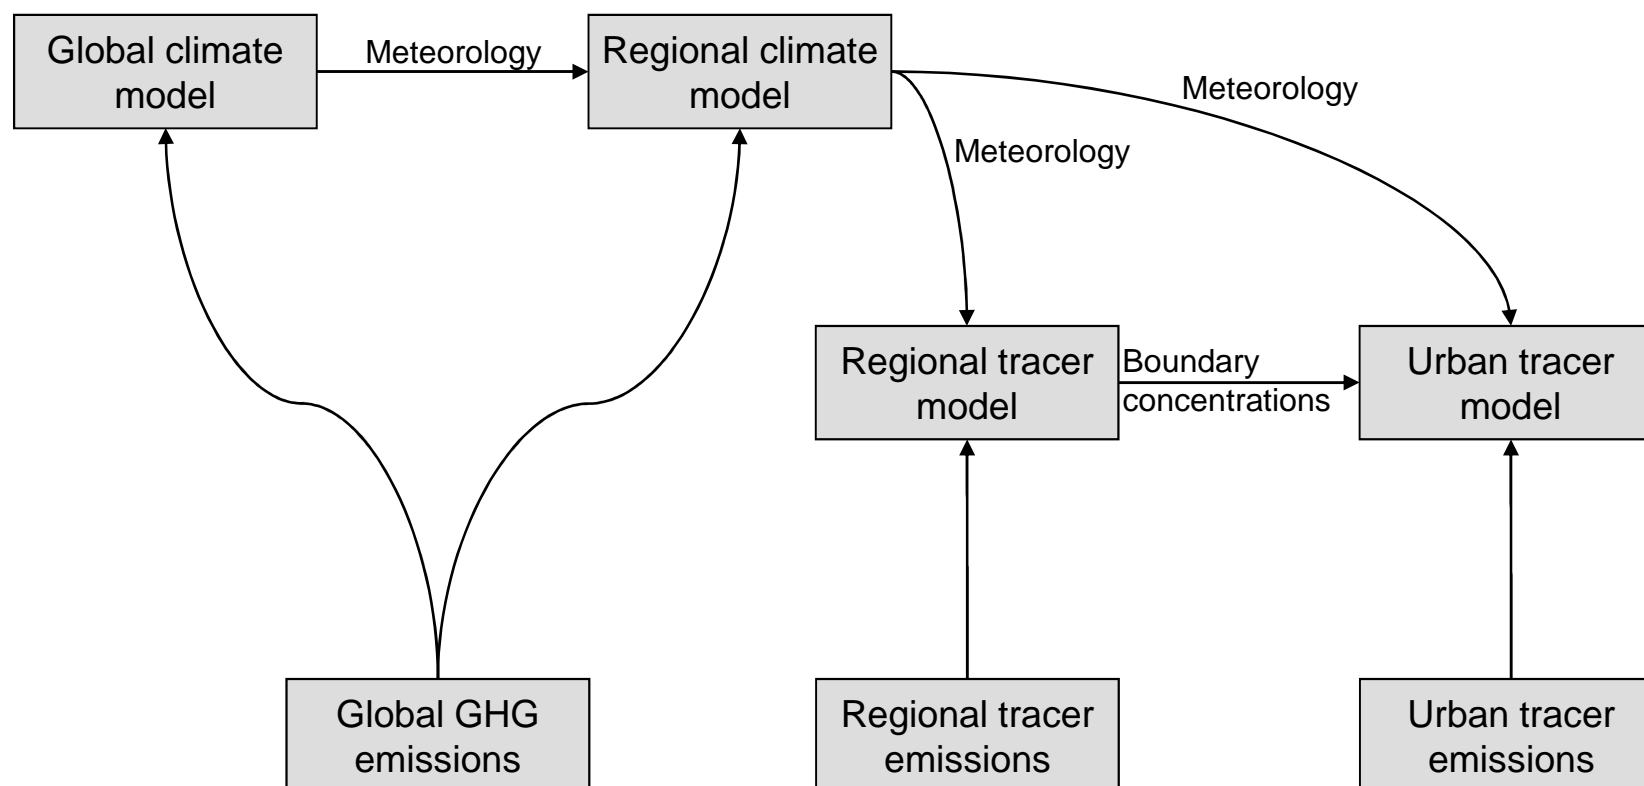 Global climate
model
Meteorology
Regional climate
model
Meteorology
Meteorology
Regional tracer
model
Boundary
concentrations
Urban tracer
model
Global GHG
emissions
Regional tracer
emissions
Urban tracer
emissions